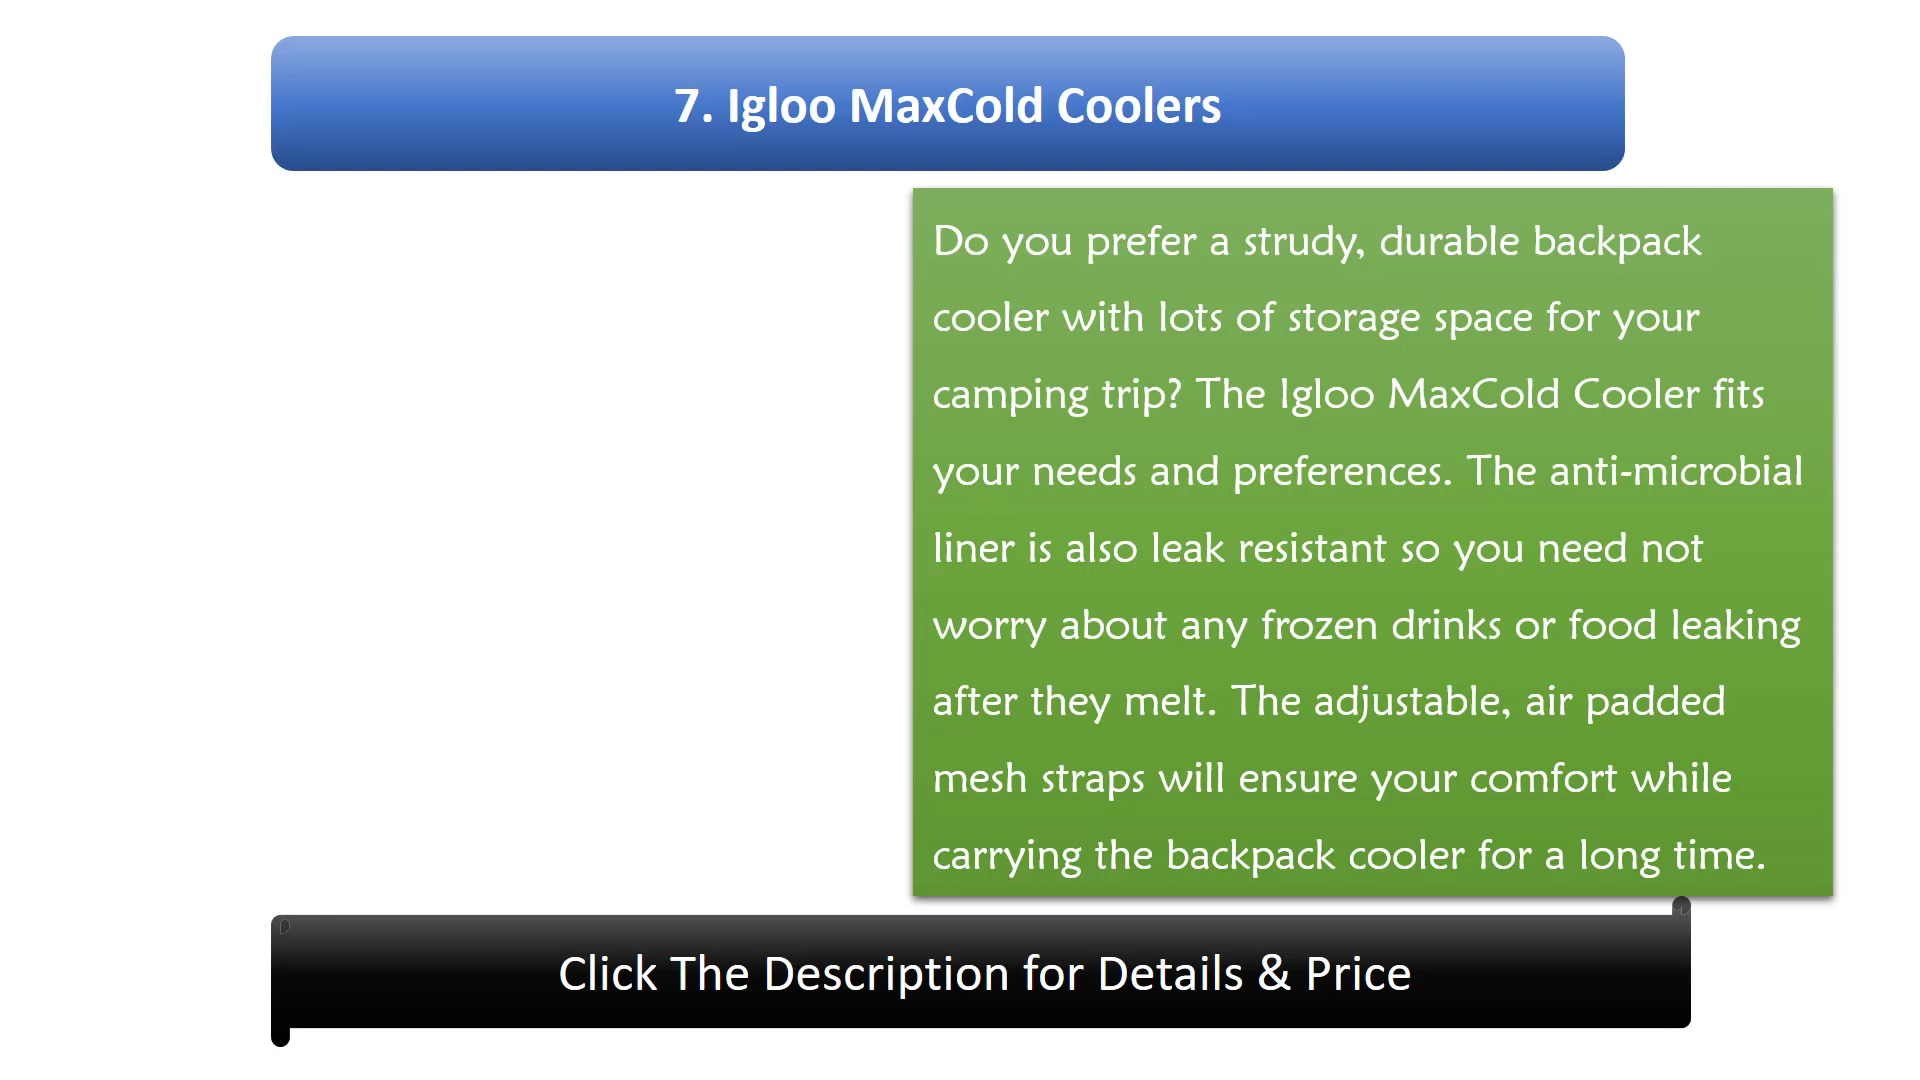 7. Igloo MaxCold Coolers
Do you prefer a strudy, durable backpack
cooler with lots of storage space for your
camping trip? The Igloo MaxCold Cooler fits
your needs and preferences. The anti-microbial
liner is also leak resistant so you need not
worry about any frozen drinks or food leaking
after they melt. The adjustable, air padded
mesh straps will ensure your comfort while
carrying the backpack cooler for a long time.
Click The Description for Details & Price